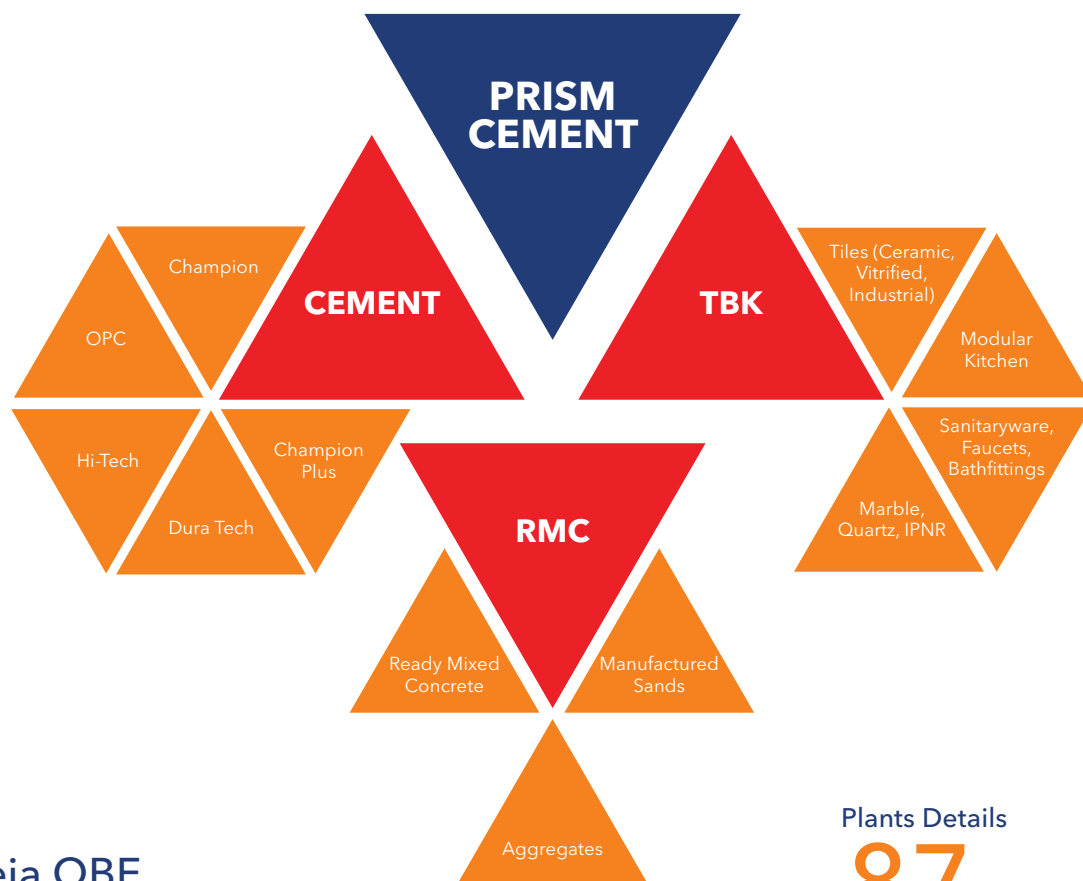 PRISM
CEMENT
CEMENT
TBK
Champion
OPC
Hi-Tech
Dura Tech
Champion
Plus
Tiles (Ceramic,
Vitrified,
Industrial)
Modular
Kitchen
Sanitaryware,
Faucets,
Bathfittings
Marble,
Quartz, IPNR
RMC
Ready Mixed
Concrete
Manufactured
Sands
Aggregates
Plants Details
87